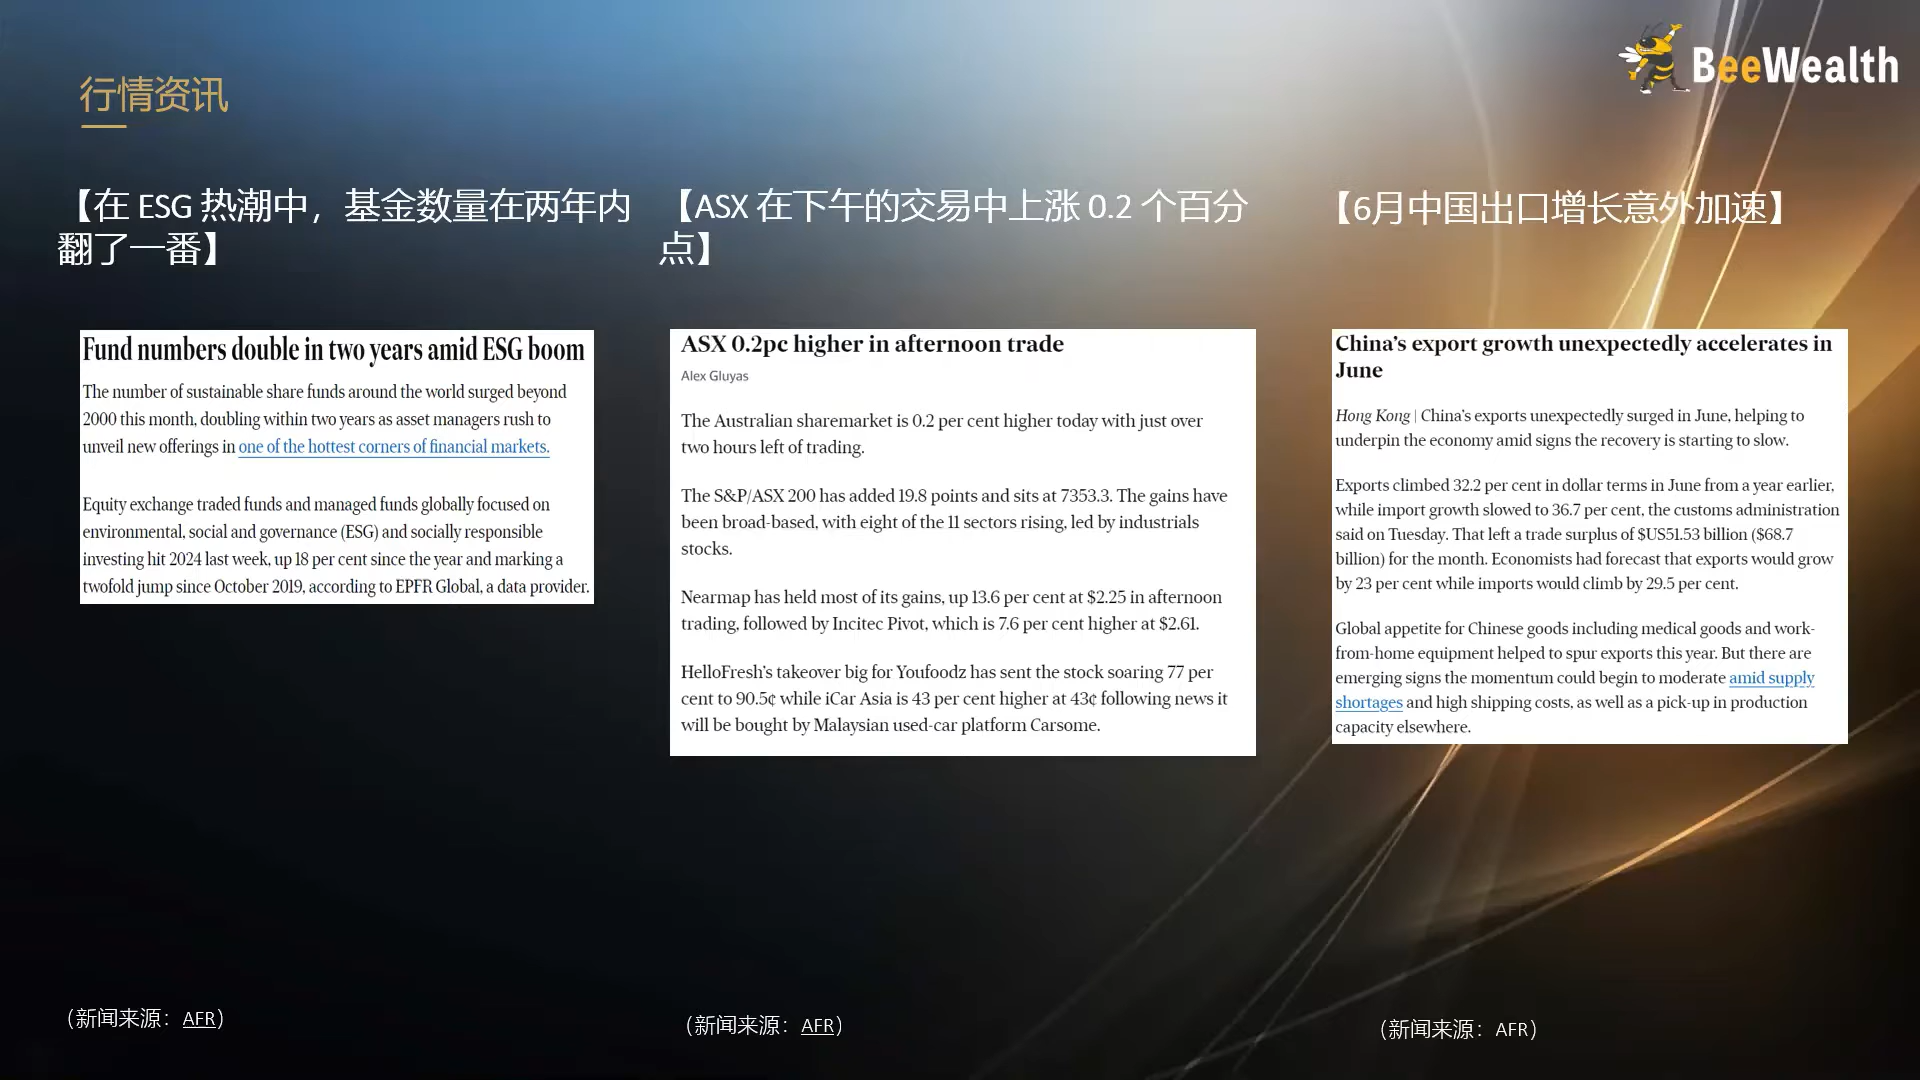 BeeWealth
行情资讯
【在 ESG 热潮中，基金数量在两年内
翻了一番】
Fund numbers double in two years amid ESG boom
The number of sustainable share funds around the world surged beyond
2000 this month, doubling within two years as asset managers rush to
unveil new offerings in one of the hottest corners of financial markets.
Equity exchange traded funds and managed funds globally focused on
environmental, social and governance (ESG) and socially responsible
investing hit 2024 last week, up 18 per cent since the year and marking a
twofold jump since October 2019, according to EPFR Global, a data provider.
（新闻来源：AFR）
【ASX 在下午的交易中上涨 0.2 个百分
点】
ASX 0.2pc higher in afternoon trade
Alex Gluyas
The Australian sharemarket is 0.2 per cent higher today with just over
two hours left of trading.
The S&P/ASX 200 has added 19.8 points and sits at 7353.3. The gains have
been broad-based, with eight of the 11 sectors rising, led by industrials
stocks.
Nearmap has held most of its gains, up 13.6 per cent at $2.25 in afternoon
trading, followed by Incitec Pivot, which is 7.6 per cent higher at $2.61.
HelloFresh's takeover big for Youfoodz has sent the stock soaring 77 per
cent to 90.5¢ while iCar Asia is 43 per cent higher at 43¢ following news it
will be bought by Malaysian used-car platform Carsome.
（新闻来源：AFR）
【6月中国出口增长意外加速】
China's export growth unexpectedly accelerates in
June
Hong Kong | China's exports unexpectedly surged in June, helping to
underpin the economy amid signs the recovery is starting to slow.
Exports climbed 32.2 per cent in dollar terms in June from a year earlier,
while import growth slowed to 36.7 per cent, the customs administration
said on Tuesday. That left a trade surplus of $US51.53 billion ($68.7
billion) for the month. Economists had forecast that exports would grow
by 23 per cent while imports would climb by 29.5 per cent.
Global appetite for Chinese goods including medical goods and work-
from-home equipment helped to spur exports this year. But there are
emerging signs the momentum could begin to moderate amid supply
shortages and high shipping costs, as well as a pick-up in production
capacity elsewhere.
（新闻来源：AFR）